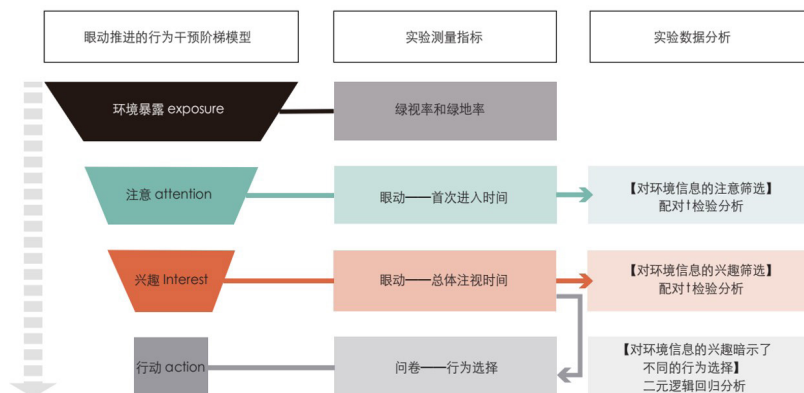 眼动推进的行为干预阶梯模型
实验测量指标
实验数据分析
环境暴露 exposure
绿视率和绿地率
注意 attention
眼动——首次进入时间
【对环境信息的注意筛选】
配对t检验分析
兴趣 Interest
眼动——总体注视时间
【对环境信息的兴趣筛选】
配对t检验分析
行动 action
问卷——行为选择
【对环境信息的兴趣暗示了
不同的行为选择】
二元逻辑回归分析